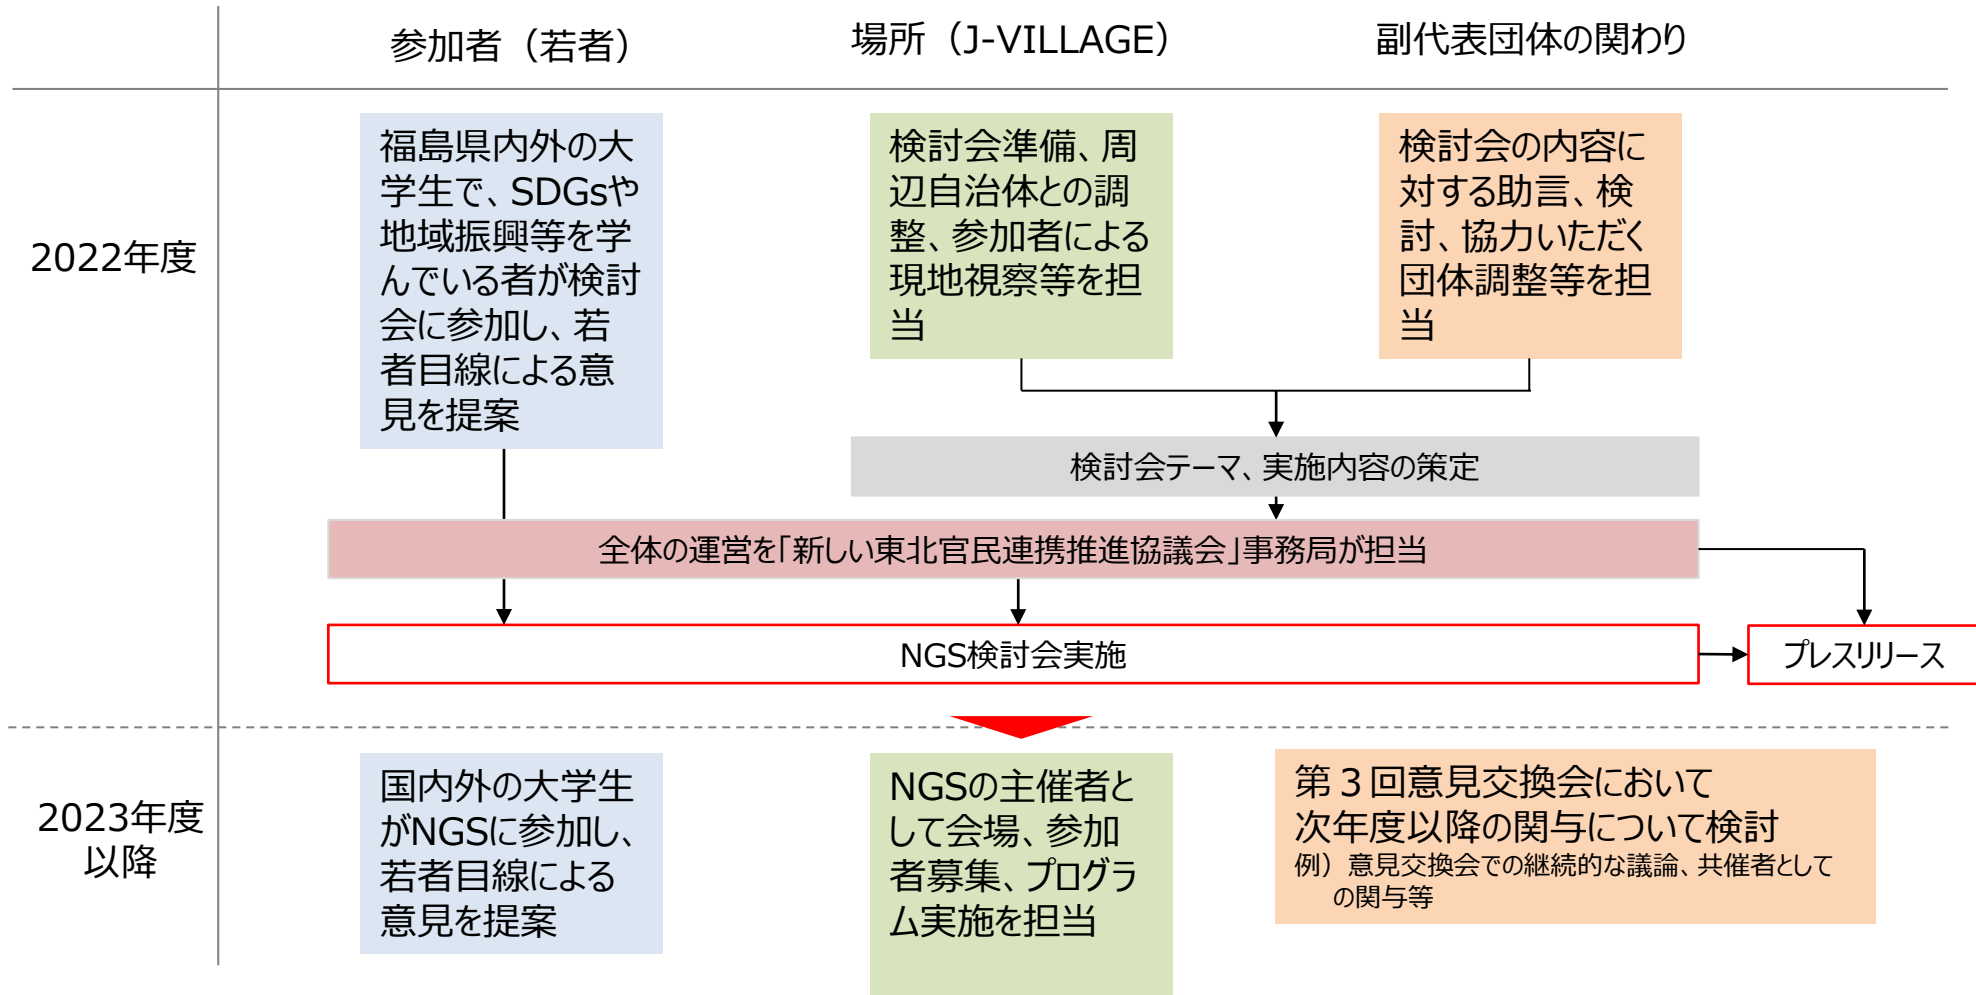 参加者（若者）
場所（J-VILLAGE）
副代表団体の関わり
2022年度
福島県内外の大
学生で、SDGsや
地域振興等を学
んでいる者が検討
会に参加し、若
者目線による意
見を提案
検討会準備、周
辺自治体との調
整、参加者による
現地視察等を担
当
検討会の内容に
対する助言、検
討、協力いただく
団体調整等を担
当
検討会テーマ、実施内容の策定
全体の運営を「新しい東北官民連携推進協議会」事務局が担当
NGS検討会実施
プレスリリース
2023年度
以降
国内外の大学生
がNGSに参加し、
若者目線による
意見を提案
NGSの主催者と
して会場、参加
者募集、プログラ
ム実施を担当
第３回意見交換会において
次年度以降の関与について検討
例）意見交換会での継続的な議論、共催者として
の関与等